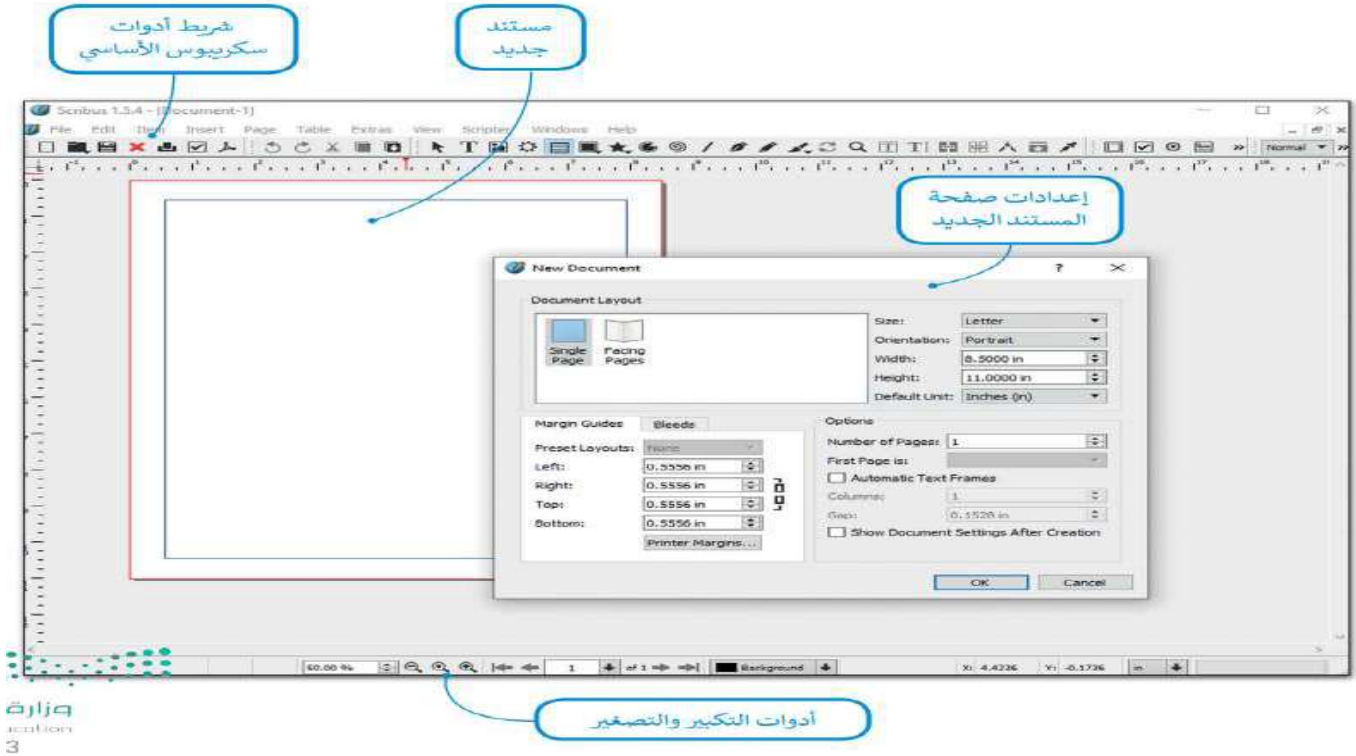 شريط أدوات
سكريبوس الأساسي
مستند
جديد
Scribus 1.5.4 - [Document-1]
File Edit Item Insert Page Table Extras View Scripter Windows Help
Normal
إعدادات صفحة
المستند الجديد
New Document
Document Layout
Single
Page
Facing
Pages
Size: Letter
Orientation: Portrait
Width: 8.5000 in
Height: 11.0000 in
Default Unit: Inches (in)
Margin Guides Bleeds
Preset Layouts: None
Left: 0.5556 in
Right: 0.5556 in
Top: 0.5556 in
Bottom: 0.5556 in
Printer Margins...
Options
Number of Pages: 1
First Page is:
Automatic Text Frames
Columns: 1
Gap: 0.1528 in
Show Document Settings After Creation
OK Cancel
1 of 1 Background X: 4.4236 Y: -0.1736 in
أدوات التكبير والتصغير
وزارة
ucation
3